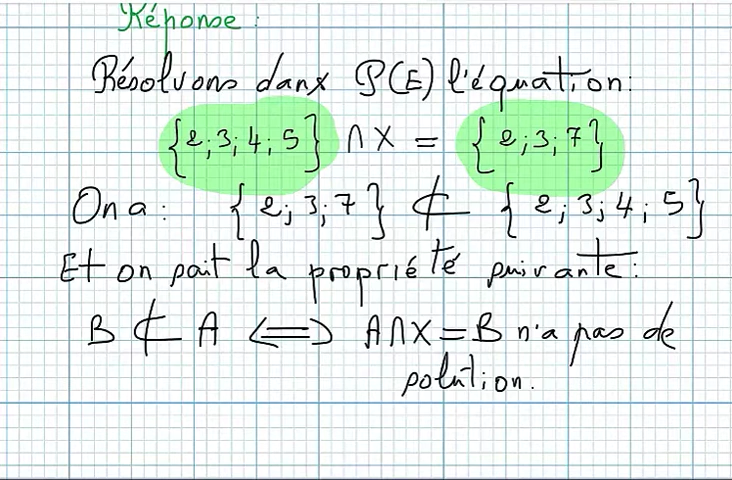 Réponse :
Résolvons dans P(E) l'équation:
{2; 3; 4; 5} ∩ X = {2; 3; 7}
On a: {2; 3; 7} ⊄ {2; 3; 4; 5}
Et on sait la propriété suivante:
B ⊄ A ⟺ A∩X = B n'a pas de
solution.